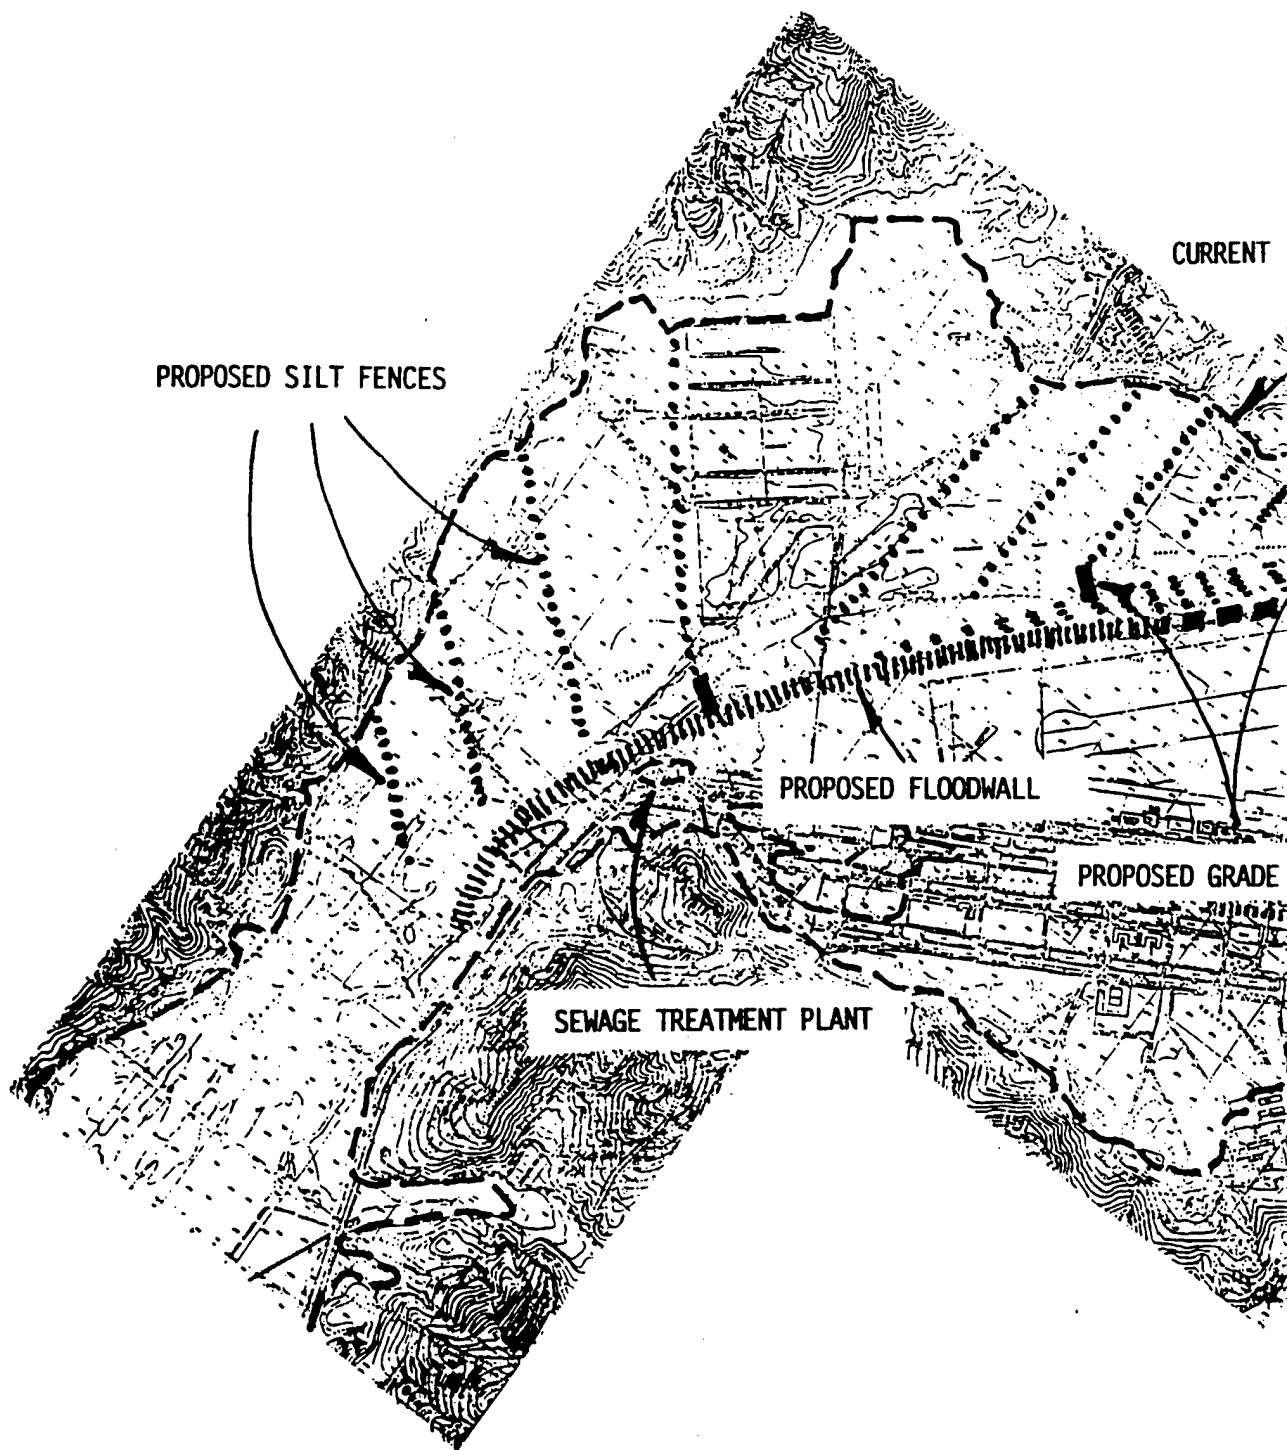 CURRENT
PROPOSED SILT FENCES
PROPOSED FLOODWALL
PROPOSED GRADE
SEWAGE TREATMENT PLANT